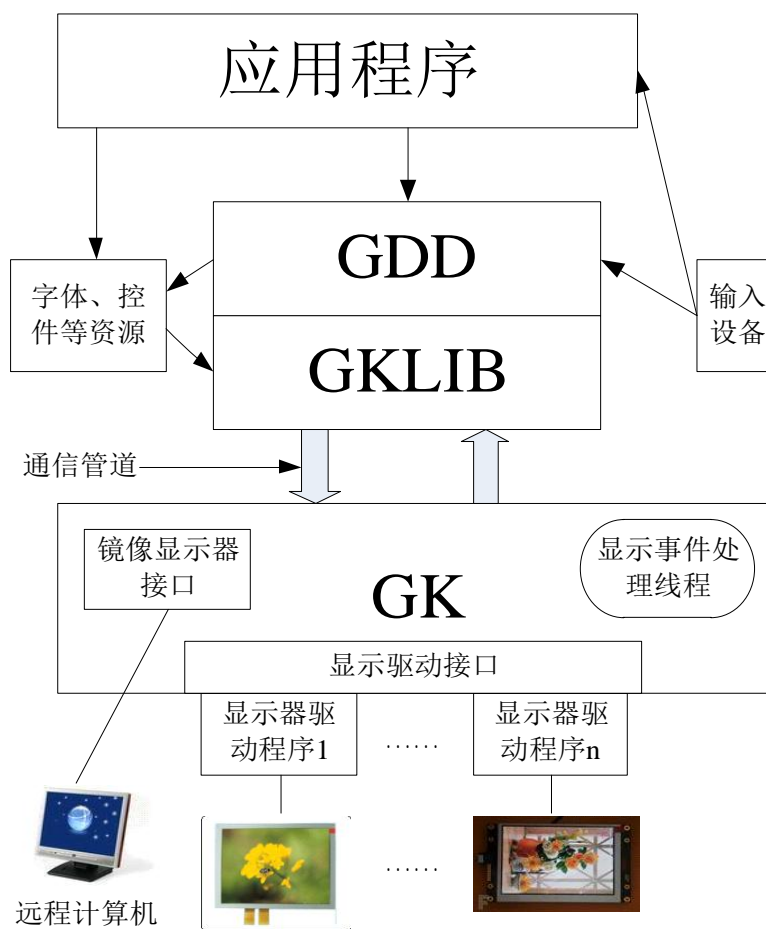 应用程序
GDD
字体、控
件等资源
输入
设备
GKLIB
通信管道
镜像显示器
接口
显示事件处
理线程
GK
显示驱动接口
显示器驱
动程序1
……
显示器驱
动程序n
……
远程计算机